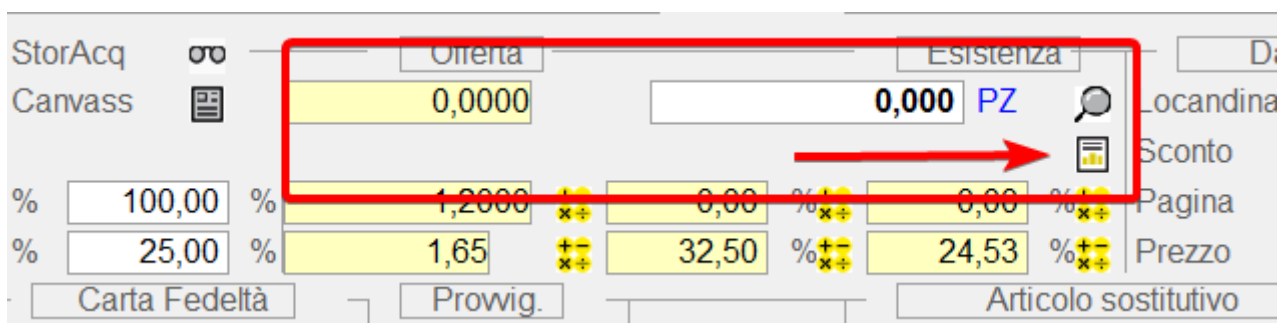 StorAcq Offerta Esistenza Da
Canvass 0,0000 0,000 PZ Locandina
Sconto
% 100,00 % 1,2000 0,00 % 0,00 % Pagina
% 25,00 % 1,65 32,50 % 24,53 % Prezzo
Carta Fedeltà Provvig. Articolo sostitutivo